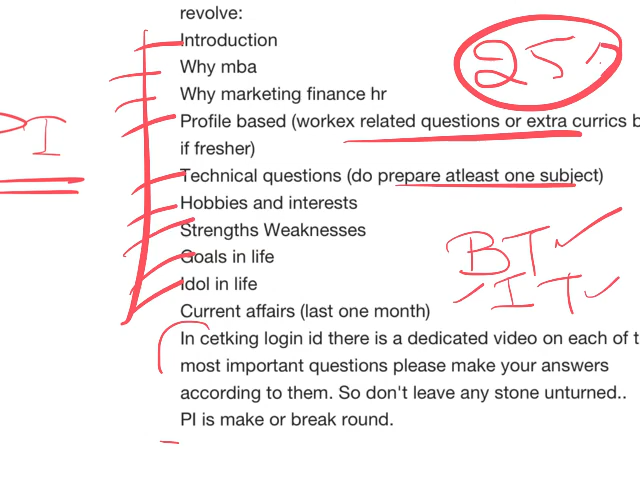 revolve:
Introduction
Why mba
Why marketing finance hr
Profile based (workex related questions or extra currics b
if fresher)
Technical questions (do prepare atleast one subject)
Hobbies and interests
Strengths Weaknesses
Goals in life
Idol in life
Current affairs (last one month)
In cetking login id there is a dedicated video on each of t
most important questions please make your answers
according to them. So don't leave any stone unturned..
PI is make or break round.
25
PI
BT
IT